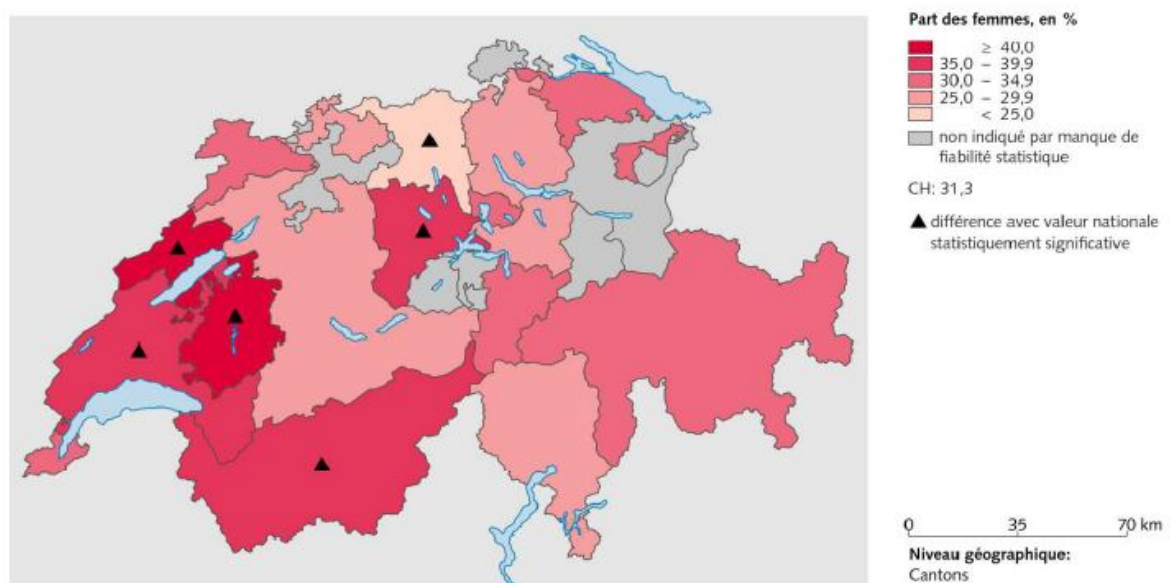 Part des femmes, en %
≥ 40,0
35,0 – 39,9
30,0 – 34,9
25,0 – 29,9
< 25,0
non indiqué par manque de
fiabilité statistique
CH: 31,3
différence avec valeur nationale
statistiquement significative
0 35 70 km
Niveau géographique:
Cantons